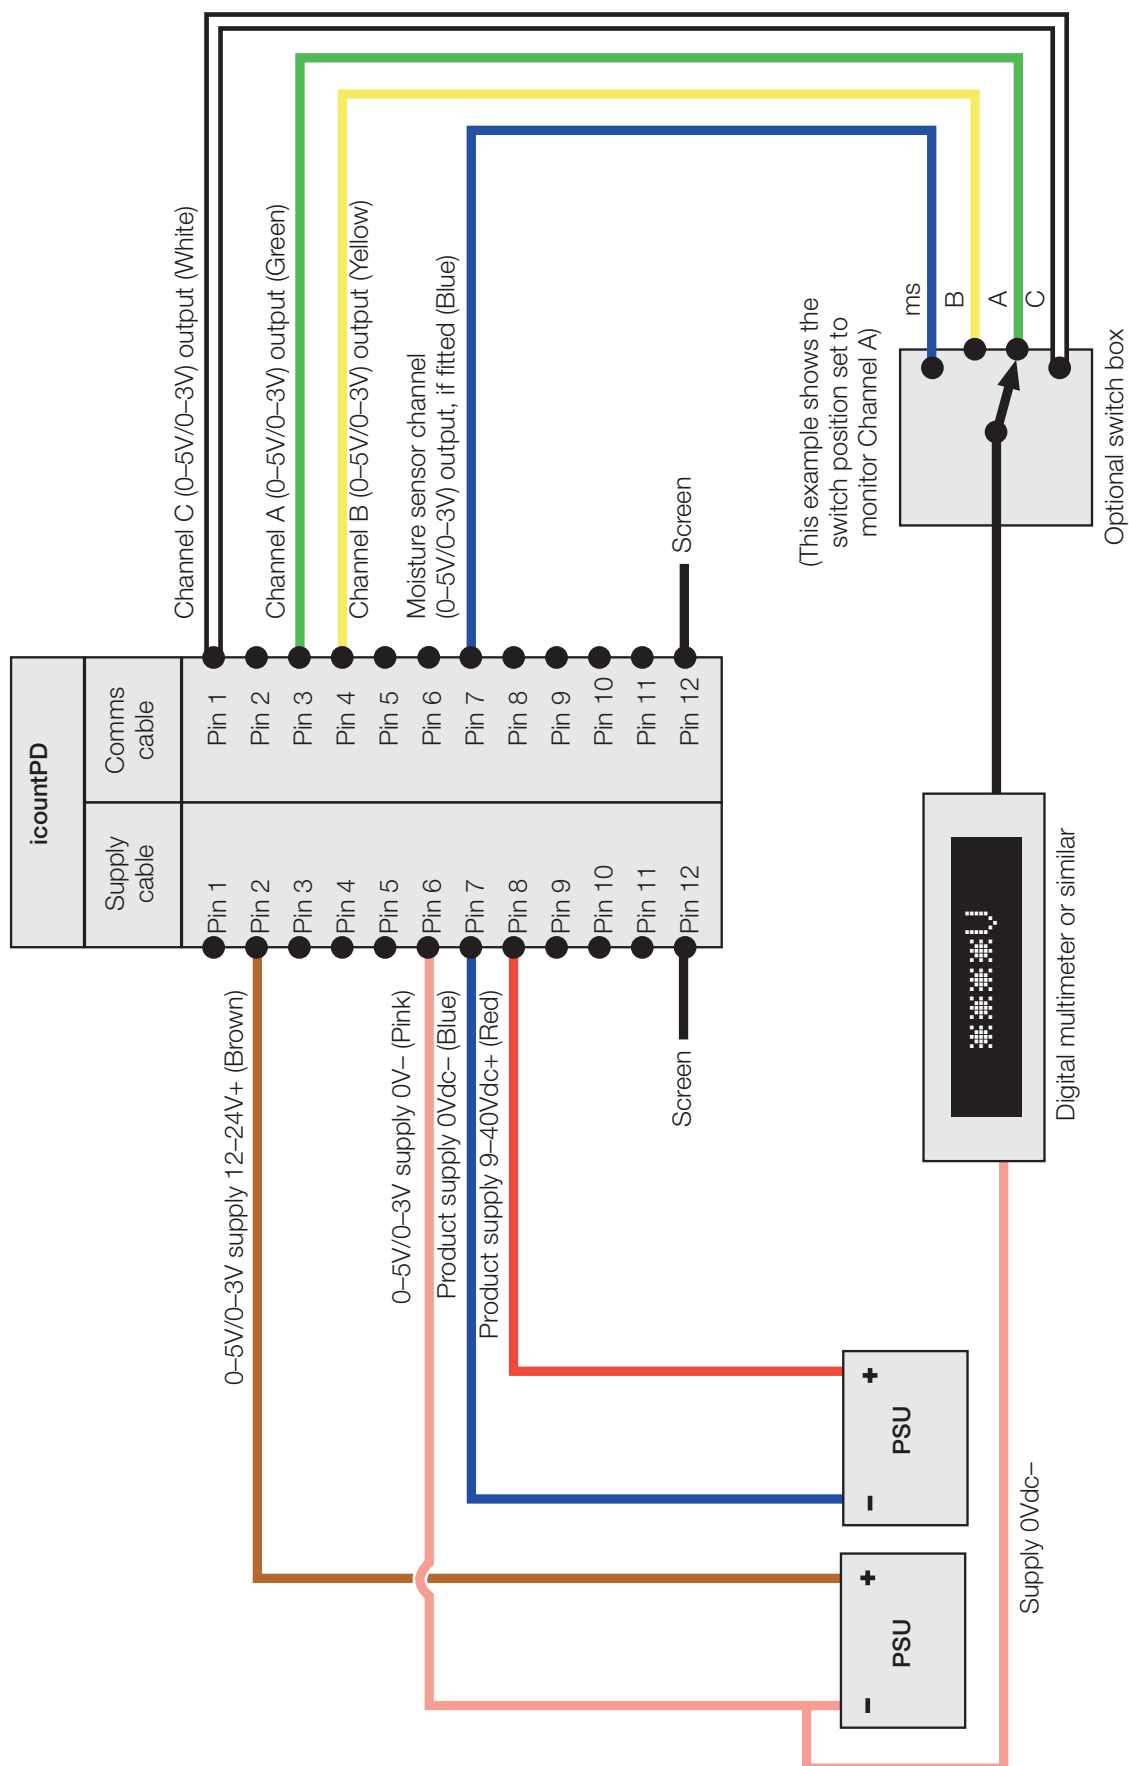 icountPD
Supply
cable
Comms
cable
Pin 1
Pin 2
Pin 3
Pin 4
Pin 5
Pin 6
Pin 7
Pin 8
Pin 9
Pin 10
Pin 11
Pin 12
Pin 1
Pin 2
Pin 3
Pin 4
Pin 5
Pin 6
Pin 7
Pin 8
Pin 9
Pin 10
Pin 11
Pin 12
Channel C (0–5V/0–3V) output (White)
Channel A (0–5V/0–3V) output (Green)
Channel B (0–5V/0–3V) output (Yellow)
Moisture sensor channel
(0–5V/0–3V) output, if fitted (Blue)
Screen
0–5V/0–3V supply 12–24V+ (Brown)
0–5V/0–3V supply 0V– (Pink)
Product supply 0Vdc– (Blue)
Product supply 9–40Vdc+ (Red)
Screen
(This example shows the
switch position set to
monitor Channel A)
ms
B
A
C
Optional switch box
****V
Digital multimeter or similar
– PSU +
– PSU +
Supply 0Vdc–